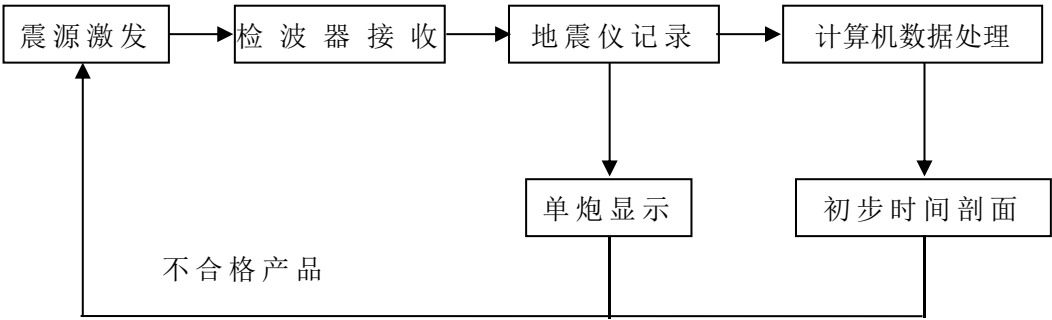 震源激发
检波器接收
地震仪记录
计算机数据处理
单炮显示
初步时间剖面
不合格产品